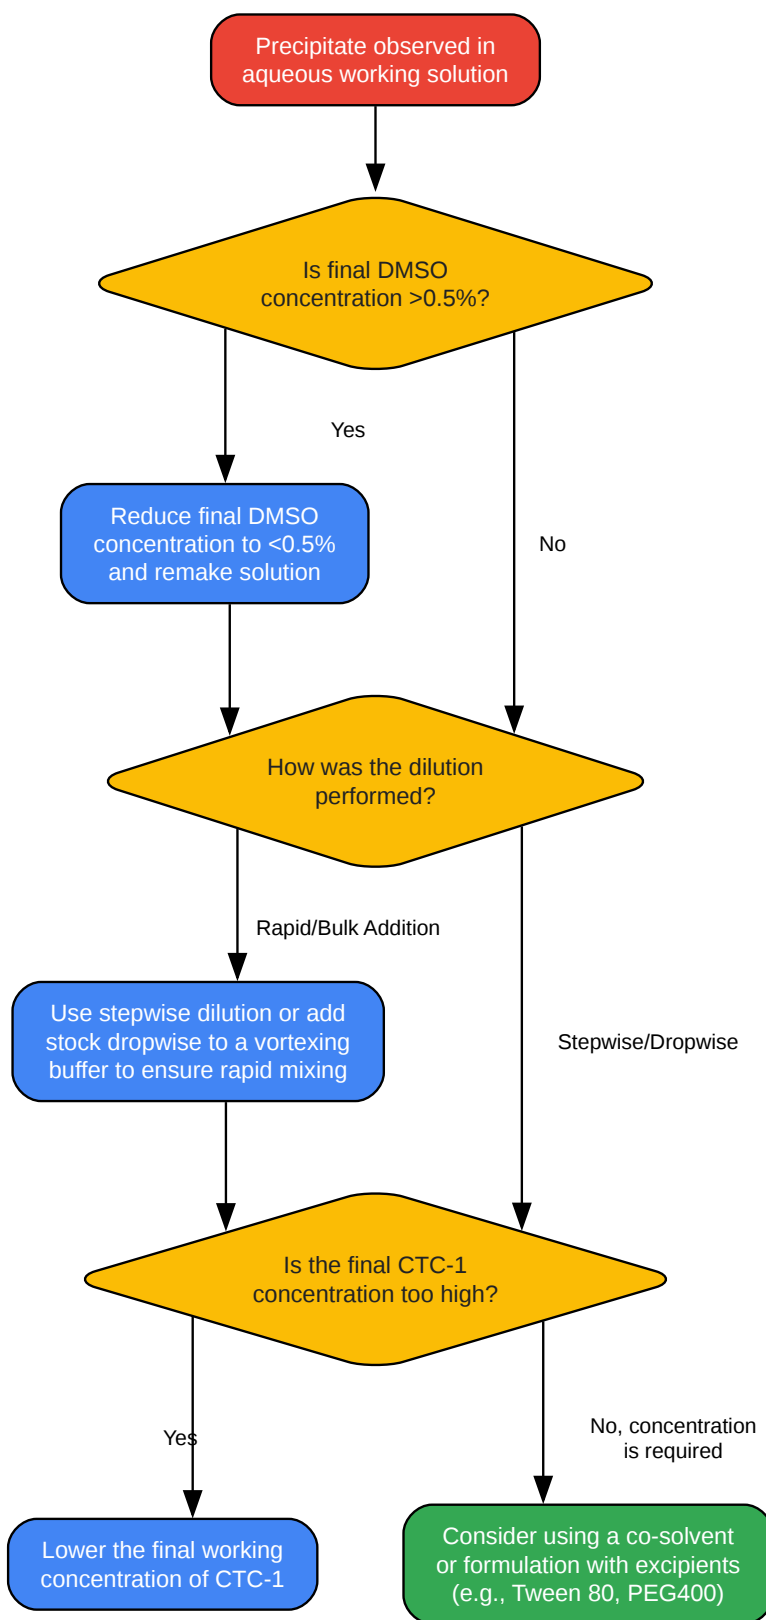 Precipitate observed in
aqueous working solution
Is final DMSO
concentration >0.5%?
Yes
Reduce final DMSO
concentration to <0.5%
and remake solution
No
How was the dilution
performed?
Rapid/Bulk Addition
Use stepwise dilution or add
stock dropwise to a vortexing
buffer to ensure rapid mixing
Stepwise/Dropwise
Is the final CTC-1
concentration too high?
Yes
No, concentration
is required
Lower the final working
concentration of CTC-1
Consider using a co-solvent
or formulation with excipients
(e.g., Tween 80, PEG400)